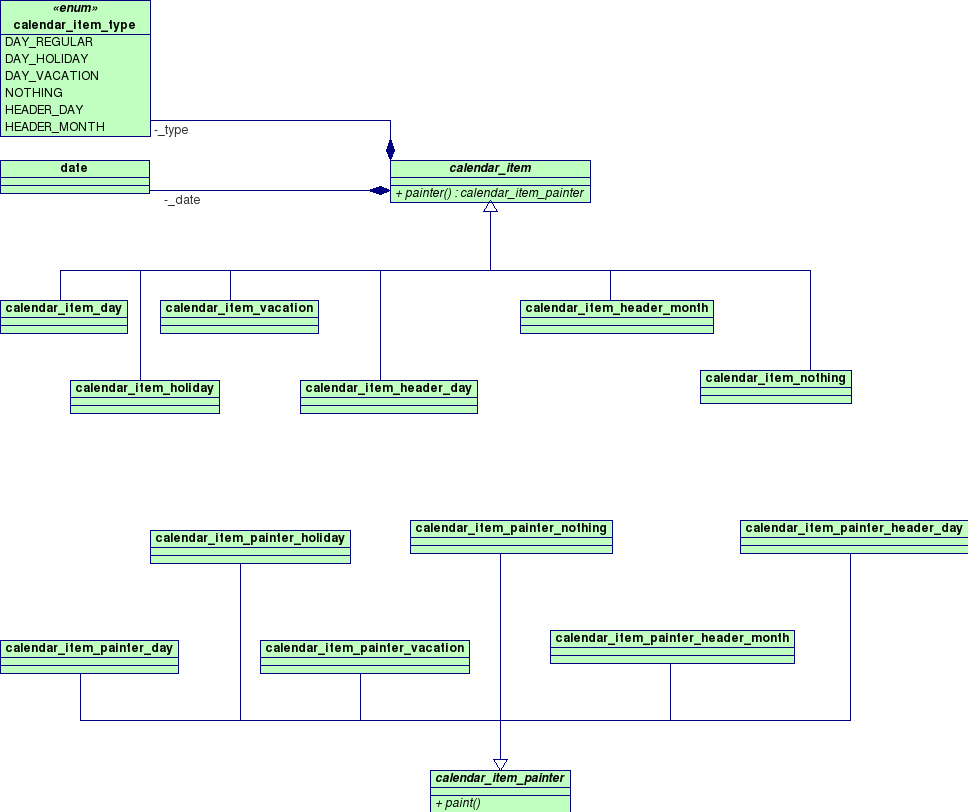 «enum»
calendar_item_type
DAY_REGULAR
DAY_HOLIDAY
DAY_VACATION
NOTHING
HEADER_DAY
HEADER_MONTH
-_type
date
-_date
calendar_item
+ painter() : calendar_item_painter
calendar_item_day
calendar_item_vacation
calendar_item_header_month
calendar_item_holiday
calendar_item_header_day
calendar_item_nothing
calendar_item_painter_holiday
calendar_item_painter_nothing
calendar_item_painter_header_day
calendar_item_painter_day
calendar_item_painter_vacation
calendar_item_painter_header_month
calendar_item_painter
+ paint()